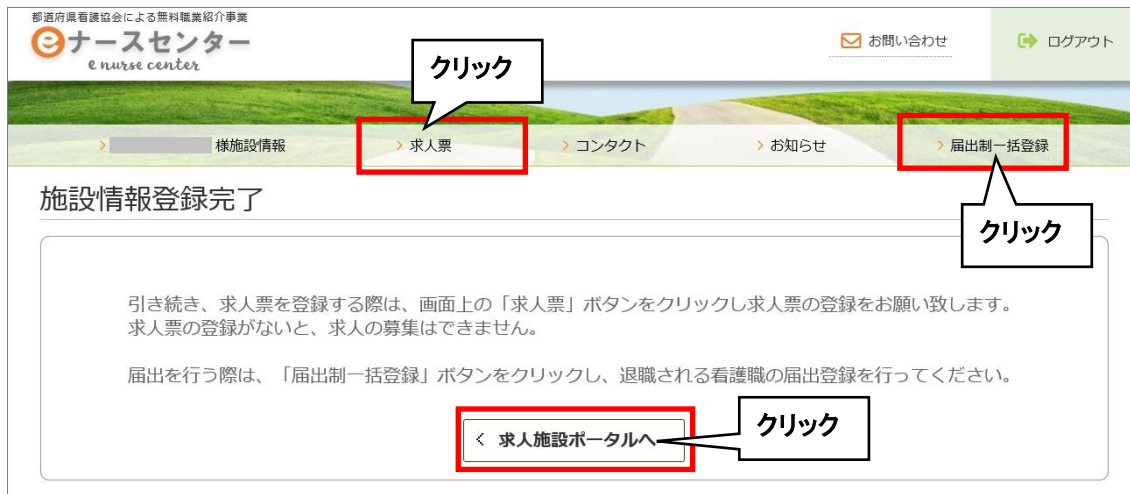 都道府県看護協会による無料職業紹介事業
eナースセンター
e nurse center
お問い合わせ
ログアウト
クリック
> 様施設情報
> 求人票
> コンタクト
> お知らせ
> 届出制一括登録
クリック
施設情報登録完了
引き続き、求人票を登録する際は、画面上の「求人票」ボタンをクリックし求人票の登録をお願い致します。
求人票の登録がないと、求人の募集はできません。
届出を行う際は、「届出制一括登録」ボタンをクリックし、退職される看護職の届出登録を行ってください。
< 求人施設ポータルへ
クリック